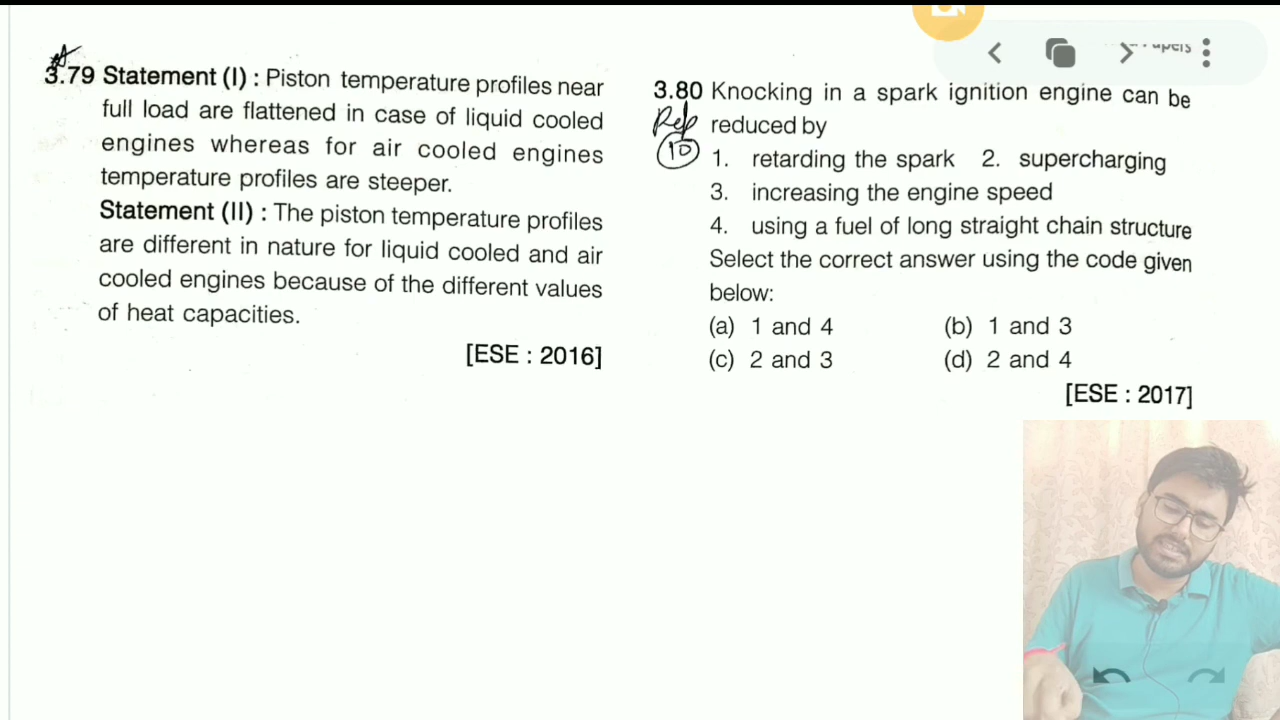 3.79 Statement (I) : Piston temperature profiles near
full load are flattened in case of liquid cooled
engines whereas for air cooled engines
temperature profiles are steeper.
Statement (II) : The piston temperature profiles
are different in nature for liquid cooled and air
cooled engines because of the different values
of heat capacities.
[ESE : 2016]
3.80 Knocking in a spark ignition engine can be
Rep
reduced by
10
1. retarding the spark 2. supercharging
3. increasing the engine speed
4. using a fuel of long straight chain structure
Select the correct answer using the code given
below:
(a) 1 and 4 (b) 1 and 3
(c) 2 and 3 (d) 2 and 4
[ESE : 2017]